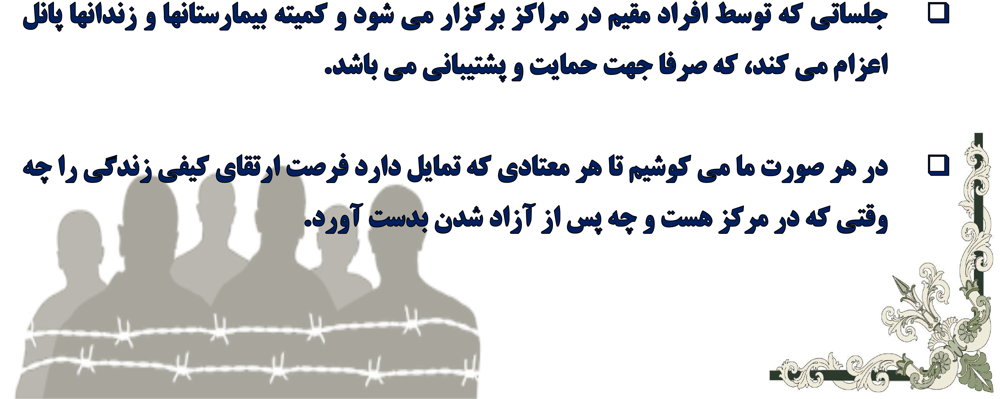 ❑ جلساتی که توسط افراد مقیم در مراکز برگزار می شود و کمیته بیمارستانها و زندانها پانل
اعزام می کند، که صرفا جهت حمایت و پشتیبانی می باشد.
❑ در هر صورت ما می کوشیم تا هر معتادی که تمایل دارد فرصت ارتقای کیفی زندگی را چه
وقتی که در مرکز هست و چه پس از آزاد شدن بدست آورد.